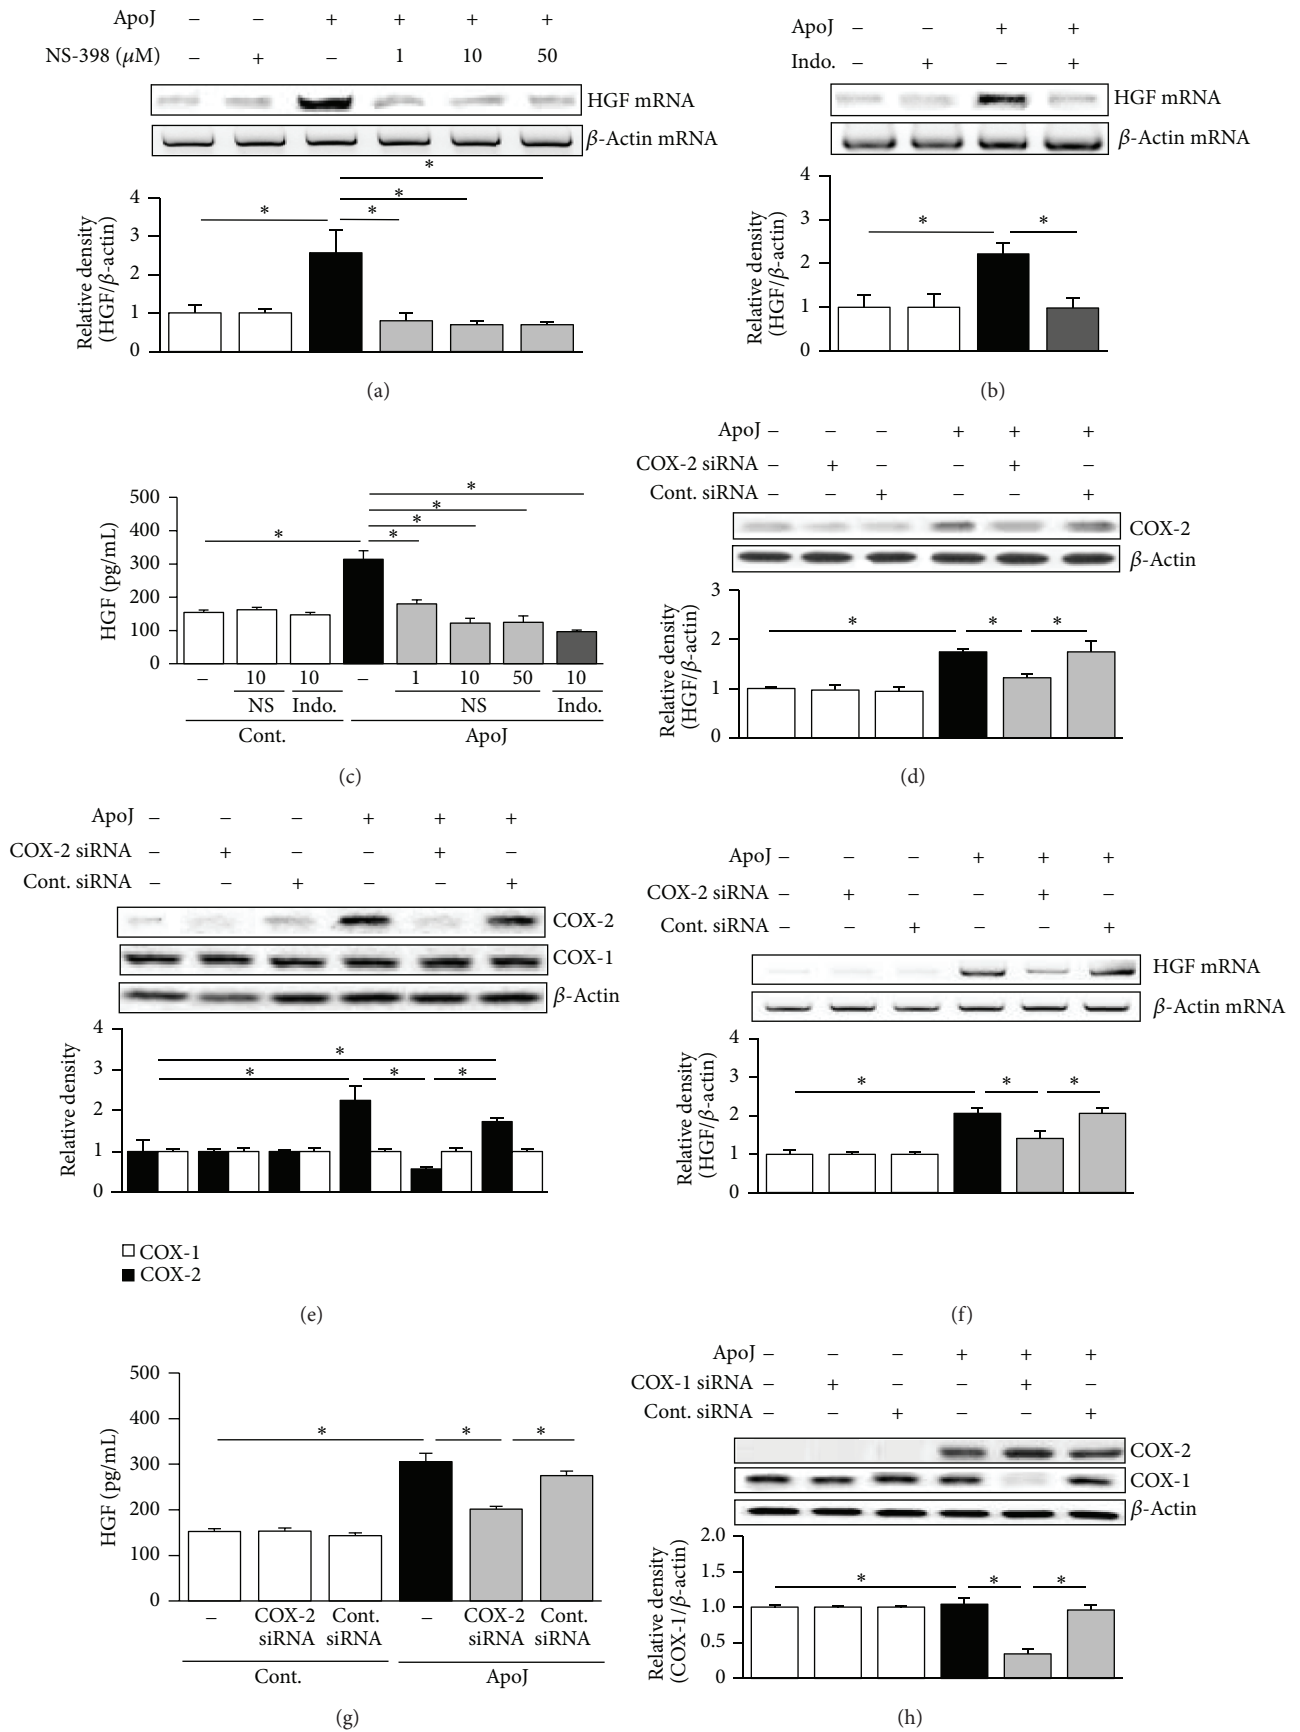 ApoJ – – + + + +
NS-398 (μM) – + – 1 10 50
HGF mRNA
β-Actin mRNA
Relative density
(HGF/β-actin)
4
3
2
1
0
* * * *
(a)
ApoJ – – + +
Indo. – + – +
HGF mRNA
β-Actin mRNA
Relative density
(HGF/β-actin)
4
3
2
1
0
* *
(b)
HGF (pg/mL)
500
400
300
200
100
0
* * * * *
– 10 10 – 1 10 50 10
NS Indo. NS Indo.
Cont. ApoJ
(c)
ApoJ – – – + + +
COX-2 siRNA – + – – + –
Cont. siRNA – – + – – +
COX-2
β-Actin
Relative density
(HGF/β-actin)
3
2
1
0
* * *
(d)
ApoJ – – – + + +
COX-2 siRNA – + – – + –
Cont. siRNA – – + – – +
COX-2
COX-1
β-Actin
Relative density
4
3
2
1
0
* * * *
COX-1
COX-2
(e)
ApoJ – – – + + +
COX-2 siRNA – + – – + –
Cont. siRNA – – + – – +
HGF mRNA
β-Actin mRNA
Relative density
(HGF/β-actin)
4
3
2
1
0
* * *
(f)
HGF (pg/mL)
500
400
300
200
100
0
* * *
– COX-2 Cont. – COX-2 Cont.
siRNA siRNA siRNA siRNA
Cont. ApoJ
(g)
ApoJ – – – + + +
COX-1 siRNA – + – – + –
Cont. siRNA – – + – – +
COX-2
COX-1
β-Actin
Relative density
(COX-1/β-actin)
2.0
1.5
1.0
0.5
0
* * *
(h)